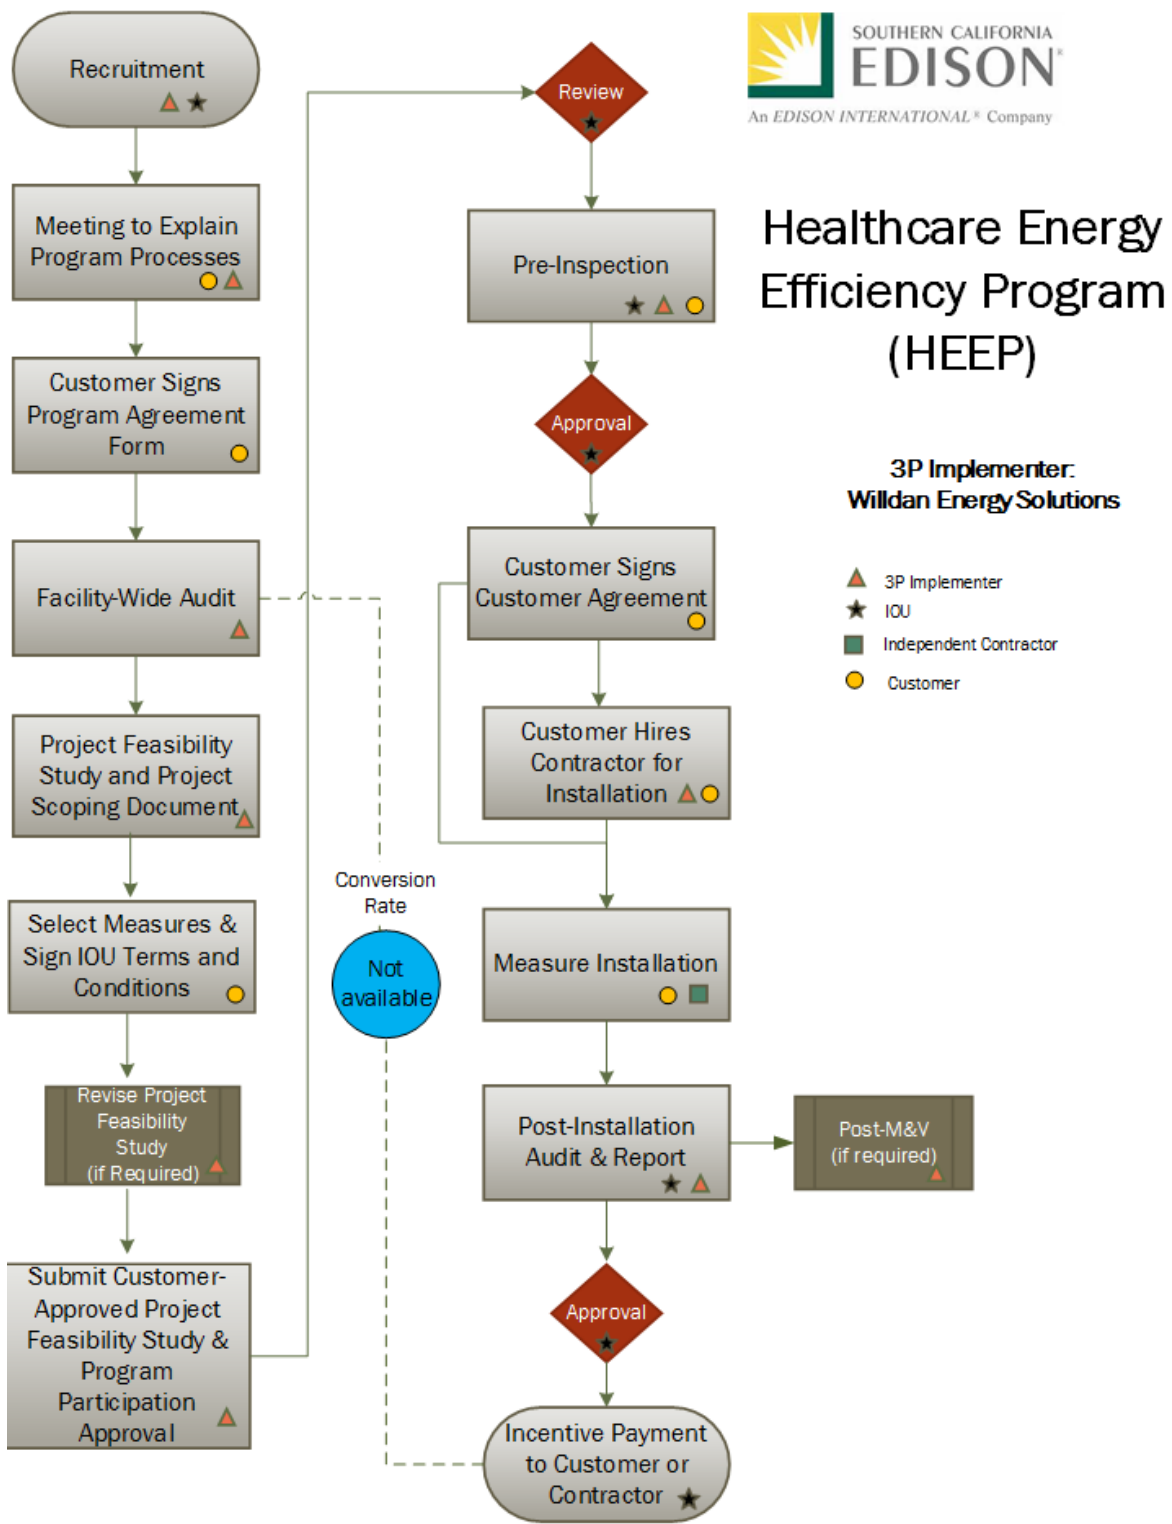 Recruitment
Meeting to Explain
Program Processes
Customer Signs
Program Agreement
Form
Facility-Wide Audit
Project Feasibility
Study and Project
Scoping Document
Select Measures &
Sign IOU Terms and
Conditions
Revise Project
Feasibility
Study
(if Required)
Submit Customer-
Approved Project
Feasibility Study &
Program
Participation
Approval
Conversion
Rate
Not
available
Review
Pre-Inspection
Approval
Customer Signs
Customer Agreement
Customer Hires
Contractor for
Installation
Measure Installation
Post-Installation
Audit & Report
Post-M&V
(if required)
Approval
Incentive Payment
to Customer or
Contractor
SOUTHERN CALIFORNIA
EDISON®
An EDISON INTERNATIONAL® Company
Healthcare Energy
Efficiency Program
(HEEP)
3P Implementer:
Willdan Energy Solutions
3P Implementer
IOU
Independent Contractor
Customer